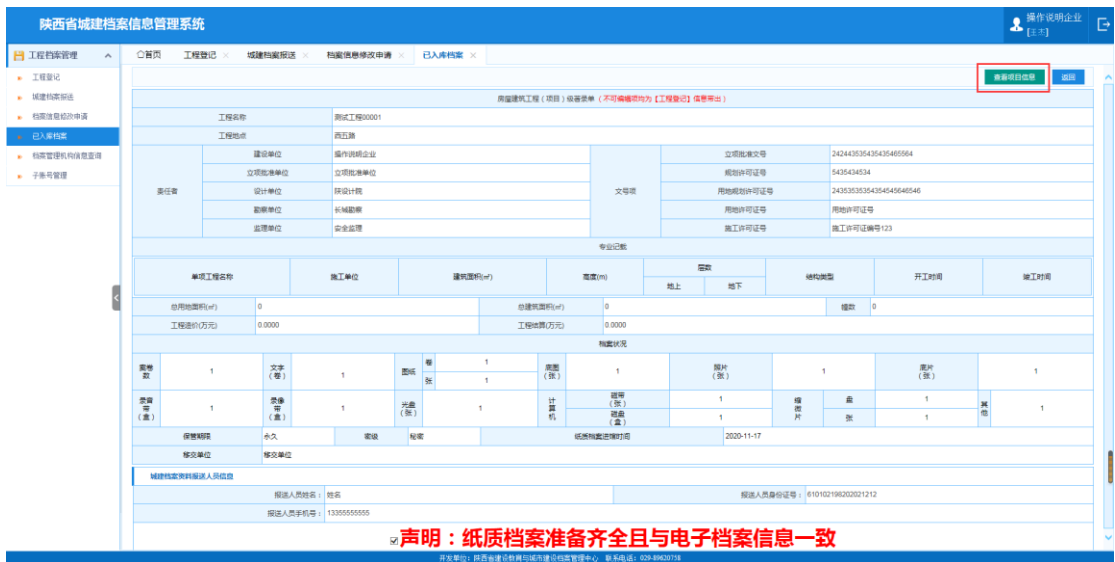 陕西省城建档案信息管理系统
操作说明企业
[王杰]
工程档案管理
首页 工程登记 × 城建档案报送 × 档案信息修改申请 × 已入库档案 ×
工程登记
城建档案报送
档案信息修改申请
已入库档案
档案管理机构信息查询
子账号管理
查看项目信息 返回
房屋建筑工程(项目)级著录单(不可编辑项均为【工程登记】信息带出)
工程名称 测试工程00001
工程地点 西五路
责任者 建设单位 操作说明企业 文号项 立项批准文号 242443535435435465564
立项批准单位 立项批准单位 规划许可证号 5435434534
设计单位 陕设计院 用地规划许可证号 2435353535435454564 6546
勘察单位 长城勘察 用地许可证号 用地许可证号
监理单位 安全监理 施工许可证号 施工许可证编号123
专业记载
单项工程名称 施工单位 建筑面积(㎡) 高度(m) 层数 结构类型 开工时间 竣工时间
地上 地下
总用地面积(㎡) 0 总建筑面积(㎡) 0 幢数 0
工程造价(万元) 0.0000 工程结算(万元) 0.0000
档案状况
案卷数 1 文字(卷) 1 图纸 卷 1 底图(张) 1 照片(张) 1 底片(张) 1
张 1
录音带(盒) 1 录像带(盒) 1 光盘(张) 1 计算机 磁带(张) 1 缩微片 盘 1 其他 1
磁盘(盒) 1 张 1
保管期限 永久 密级 秘密 纸质档案进馆时间 2020-11-17
移交单位 移交单位
城建档案资料报送人员信息
报送人员姓名: 姓名 报送人员身份证号: 610102198202021212
报送人员手机号: 13355555555
声明:纸质档案准备齐全且与电子档案信息一致
开发单位:陕西省建设教育与城市建设档案管理中心 联系电话:029-89620758